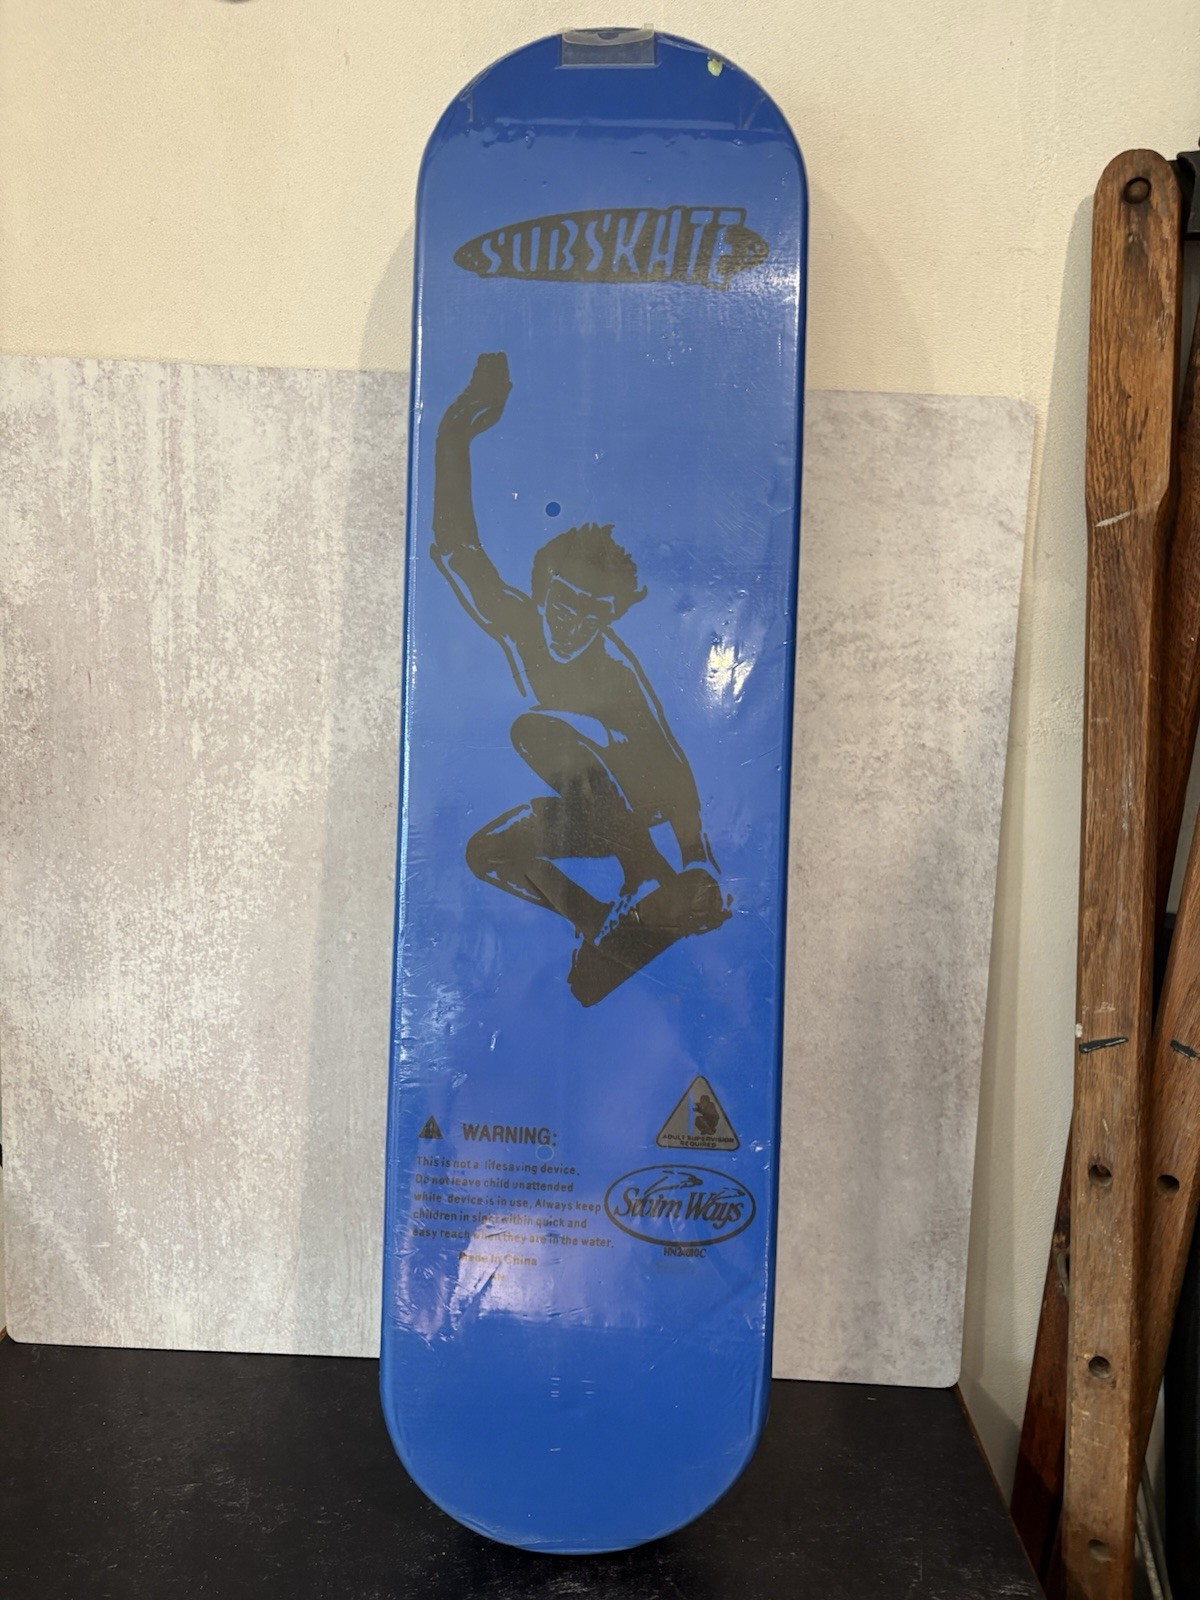 SUBSKATE
WARNING:
This is not a lifesaving device.
Do not leave child unattended
while device is in use. Always keep
children in sight within quick and
easy reach when they are in the water.
Made In China
ADULT SUPERVISION
REQUIRED
Swim Ways